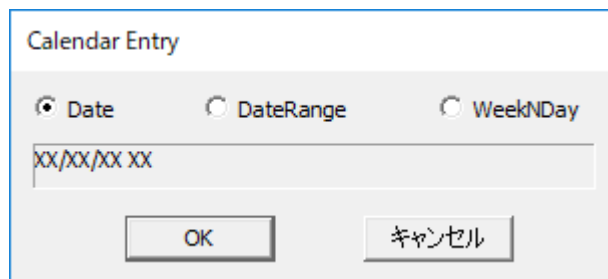 Calendar Entry
Date DateRange WeekNDay
XX/XX/XX XX
OK キャンセル